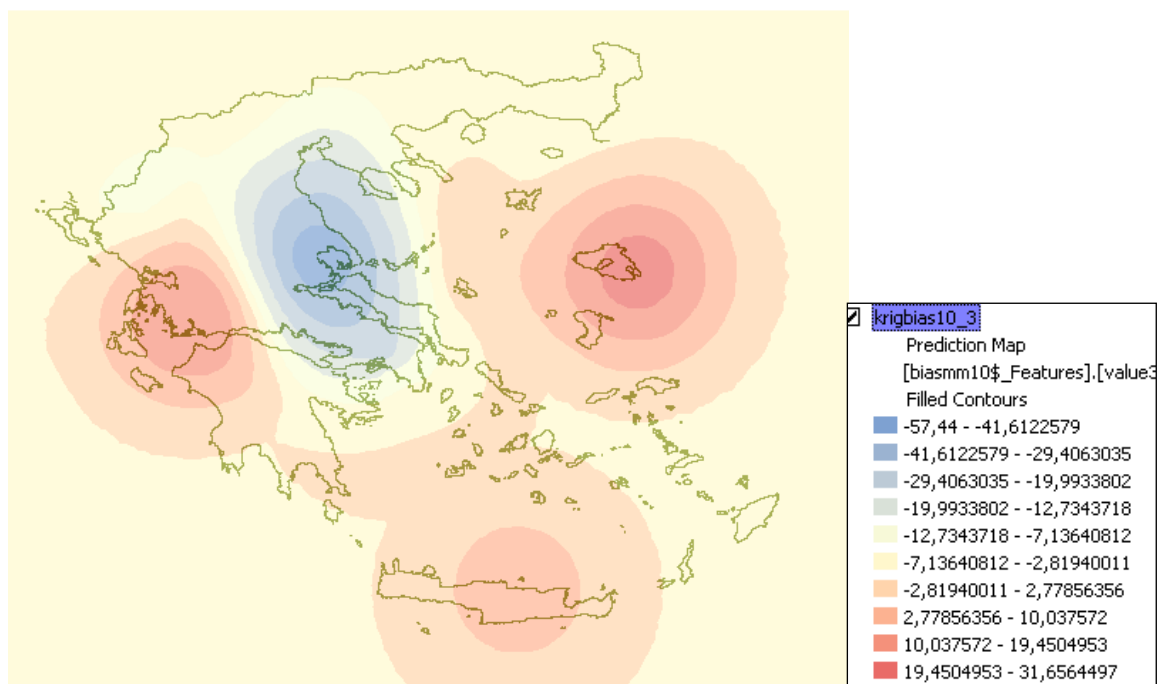 krigbias10_3
Prediction Map
[biasmm10$_Features].[value3
Filled Contours
-57,44 - -41,6122579
-41,6122579 - -29,4063035
-29,4063035 - -19,9933802
-19,9933802 - -12,7343718
-12,7343718 - -7,13640812
-7,13640812 - -2,81940011
-2,81940011 - 2,77856356
2,77856356 - 10,037572
10,037572 - 19,4504953
19,4504953 - 31,6564497